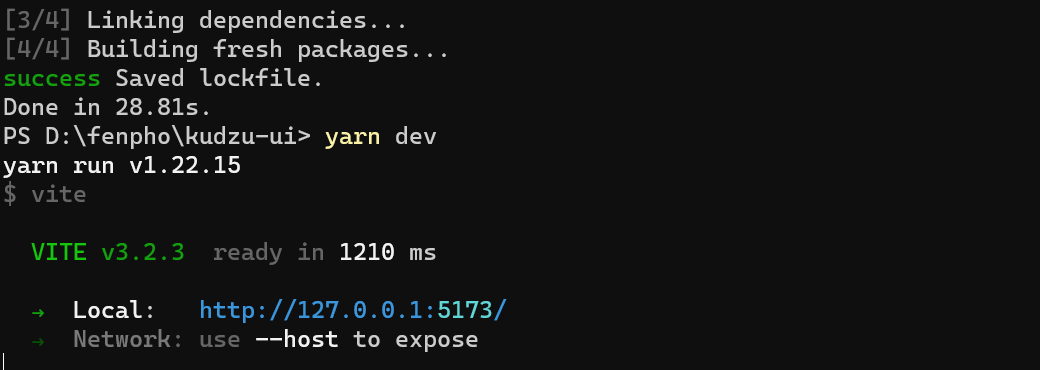 [3/4] Linking dependencies...
[4/4] Building fresh packages...
success Saved lockfile.
Done in 28.81s.
PS D:\fenpho\kudzu-ui> yarn dev
yarn run v1.22.15
$ vite
VITE v3.2.3 ready in 1210 ms
→ Local: http://127.0.0.1:5173/
→ Network: use --host to expose